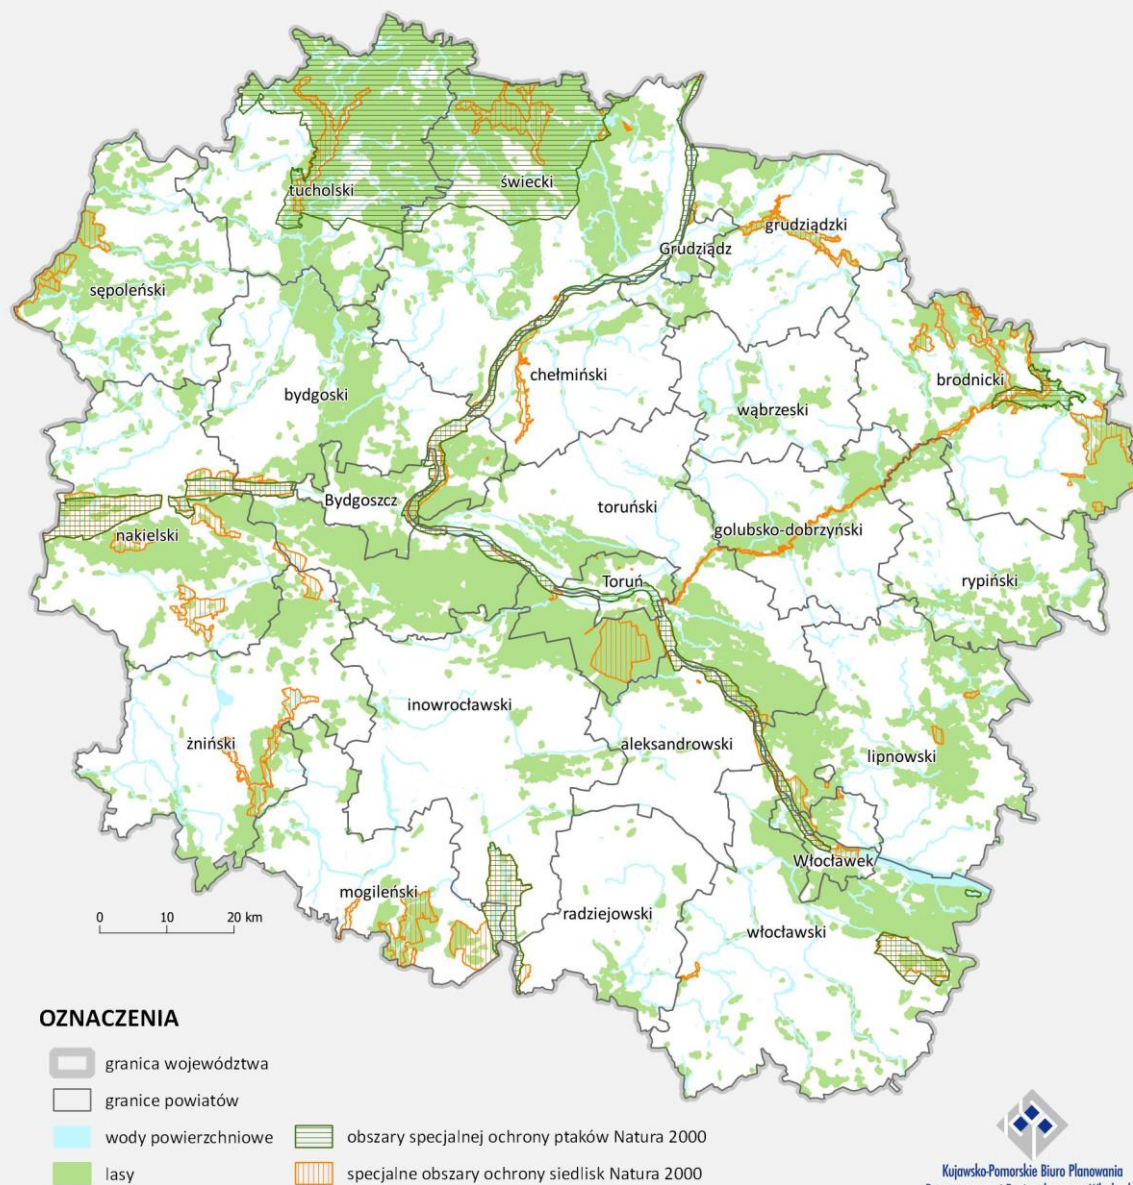 tucholski
świecki
grudziądzki
Grudziądz
sępoleński
chełmiński
brodnicki
bydgoski
wąbrzeski
Bydgoszcz
toruński
golubsko-dobrzyński
nakielski
Toruń
rypiński
inowrocławski
żniński
aleksandrowski
lipnowski
Włocławek
mogileński
radziejowski
włocławski
0 10 20 km
OZNACZENIA
granica województwa
granice powiatów
wody powierzchniowe
obszary specjalnej ochrony ptaków Natura 2000
lasy
specjalne obszary ochrony siedlisk Natura 2000
Kujawsko-Pomorskie Biuro Planowania